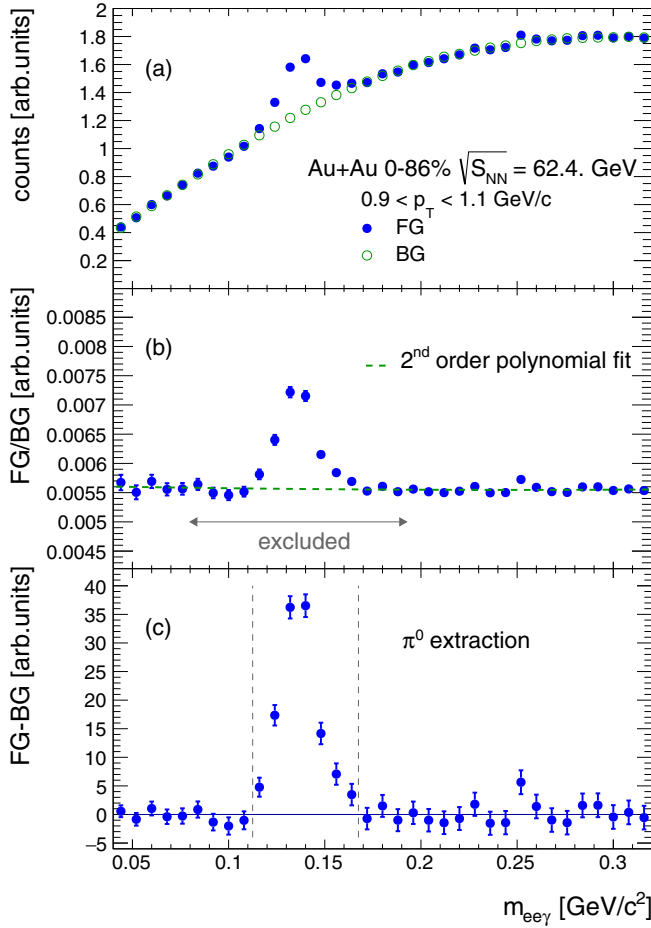 counts [arb.units]
2
1.8
1.6
1.4
1.2
1
0.8
0.6
0.4
0.2
(a)
Au+Au 0-86% √S_NN = 62.4. GeV
0.9 < p_T < 1.1 GeV/c
FG
BG
FG/BG [arb.units]
0.0085
0.008
0.0075
0.007
0.0065
0.006
0.0055
0.005
0.0045
(b)
2nd order polynomial fit
excluded
FG-BG [arb.units]
40
35
30
25
20
15
10
5
0
−5
(c)
π⁰ extraction
0.05 0.1 0.15 0.2 0.25 0.3
m_eeγ [GeV/c²]